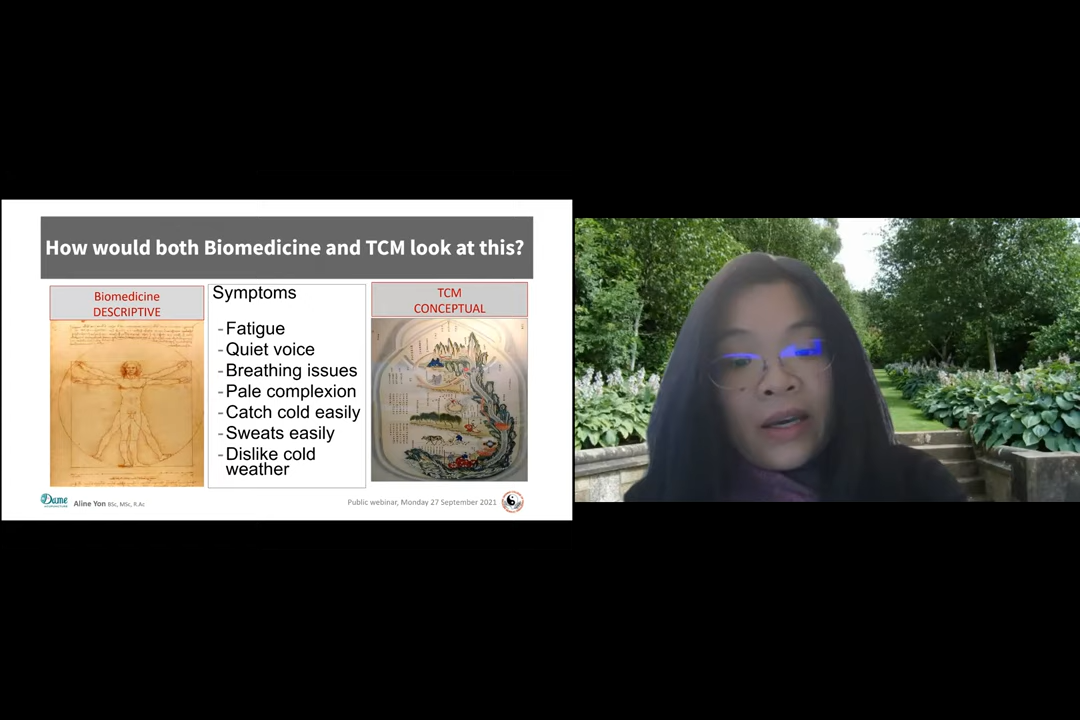 How would both Biomedicine and TCM look at this?
Biomedicine
DESCRIPTIVE
Symptoms
-Fatigue
-Quiet voice
-Breathing issues
-Pale complexion
-Catch cold easily
-Sweats easily
-Dislike cold
weather
TCM
CONCEPTUAL
Dame
Aline Yon BSc, MSc, R.Ac
Public webinar, Monday 27 September 2021